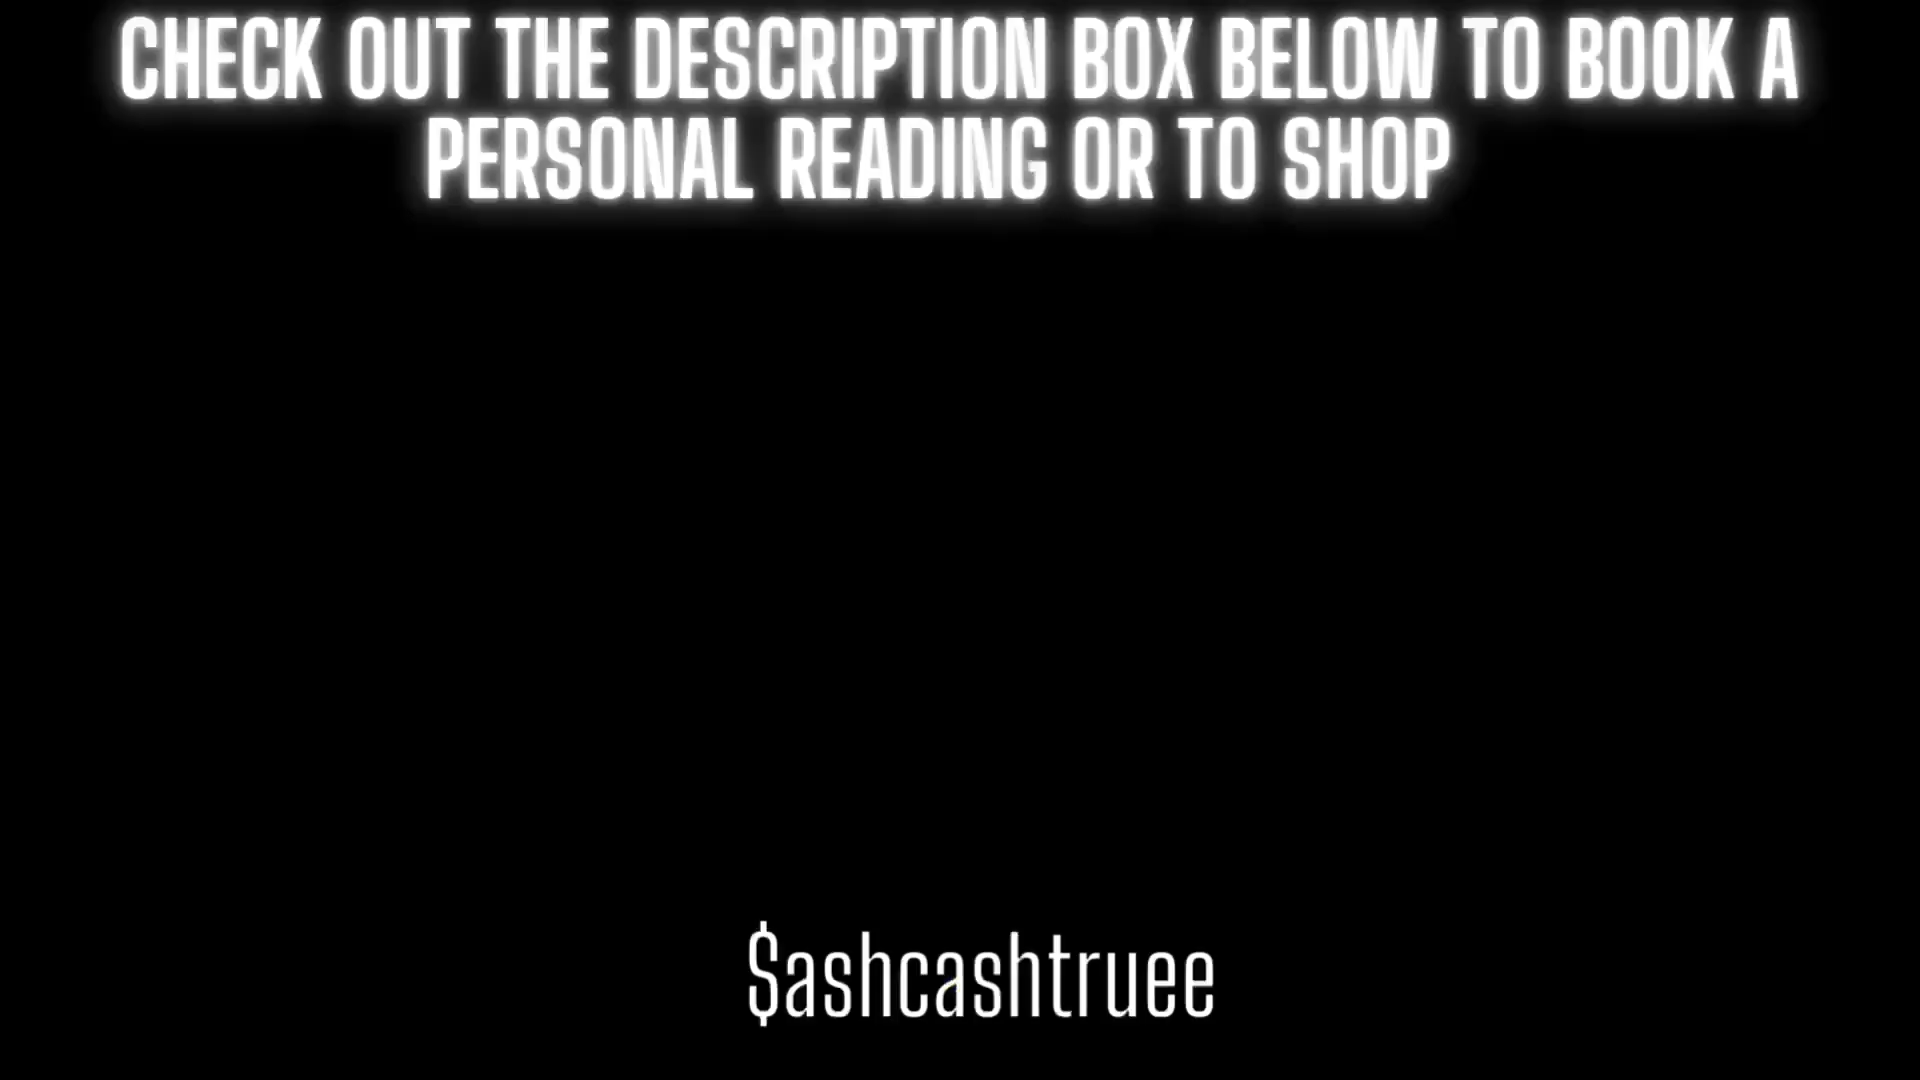 CHECK OUT THE DESCRIPTION BOX BELOW TO BOOK A
PERSONAL READING OR TO SHOP
$ashcashtruee